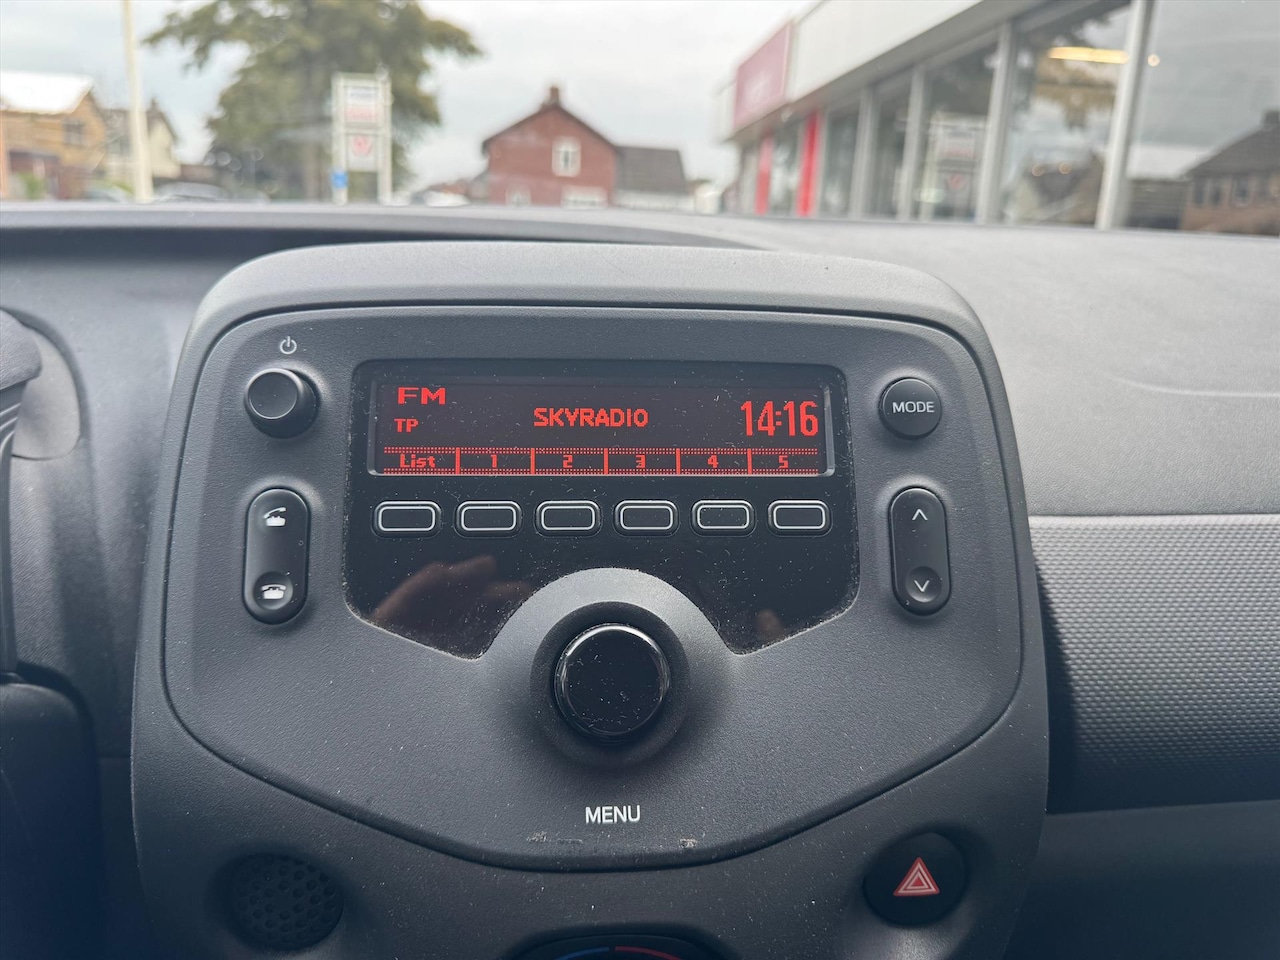 FM
TP
SKYRADIO
14:16
List 1 2 3 4 5
MODE
MENU